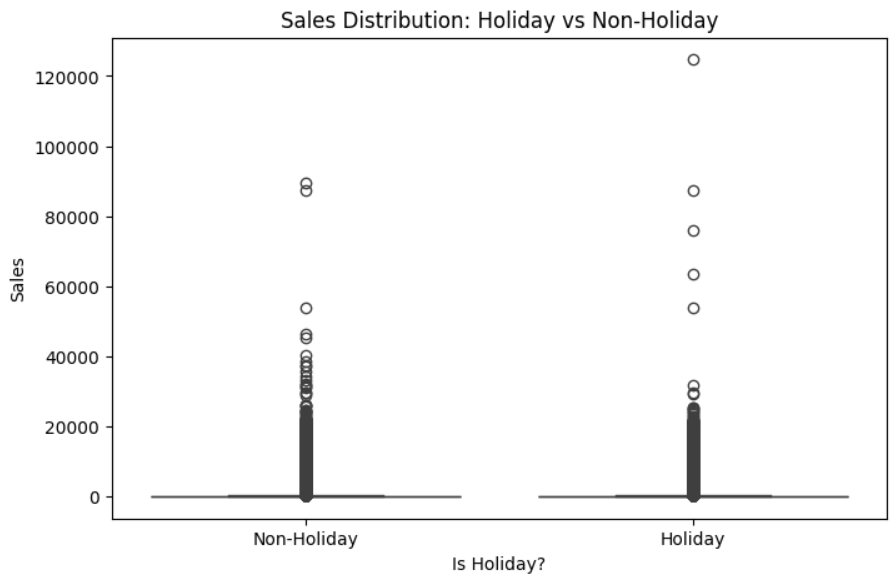 Sales Distribution: Holiday vs Non-Holiday
120000
100000
80000
60000
40000
20000
0
Sales
Non-Holiday
Holiday
Is Holiday?